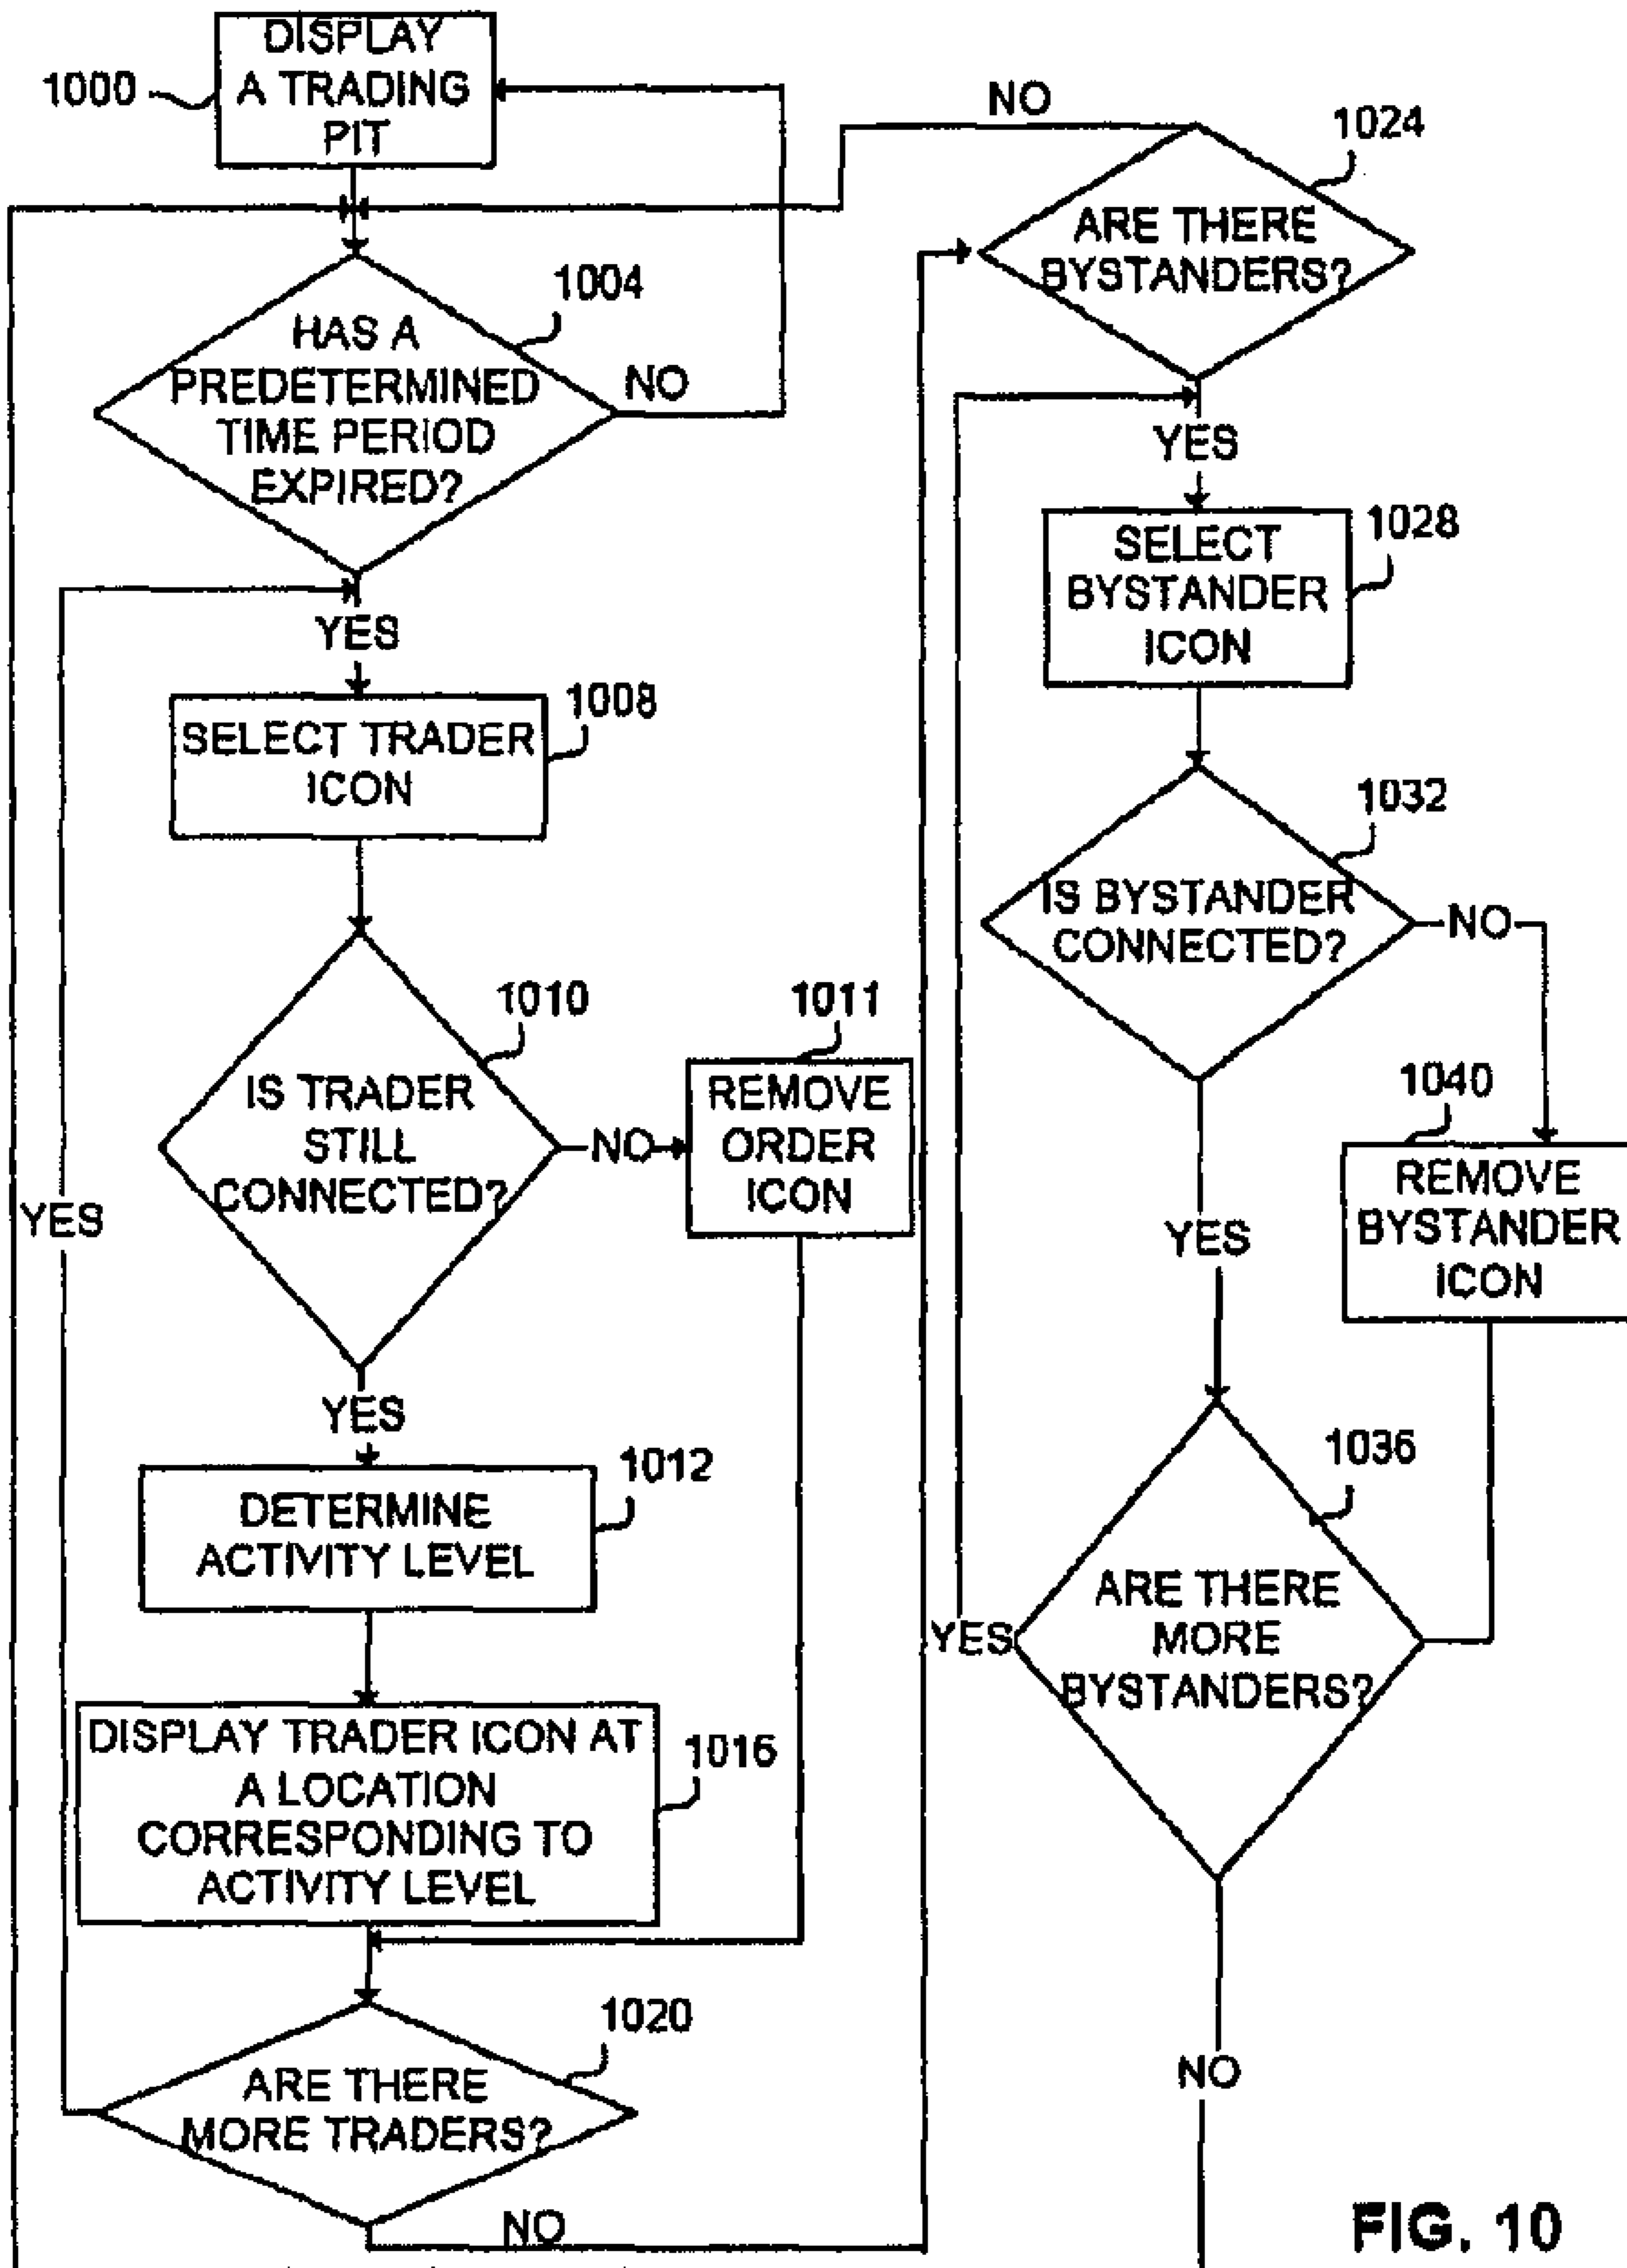 DISPLAY
A TRADING
PIT
1000
HAS A
PREDETERMINED
TIME PERIOD
EXPIRED?
1004
NO
YES
SELECT TRADER
ICON
1008
IS TRADER
STILL
CONNECTED?
1010
NO
REMOVE
ORDER
ICON
1011
YES
DETERMINE
ACTIVITY LEVEL
1012
DISPLAY TRADER ICON AT
A LOCATION
CORRESPONDING TO
ACTIVITY LEVEL
1016
ARE THERE
MORE TRADERS?
1020
YES
NO
ARE THERE
BYSTANDERS?
1024
NO
YES
SELECT
BYSTANDER
ICON
1028
IS BYSTANDER
CONNECTED?
1032
NO
REMOVE
BYSTANDER
ICON
1040
YES
ARE THERE
MORE
BYSTANDERS?
1036
YES
NO
FIG. 10